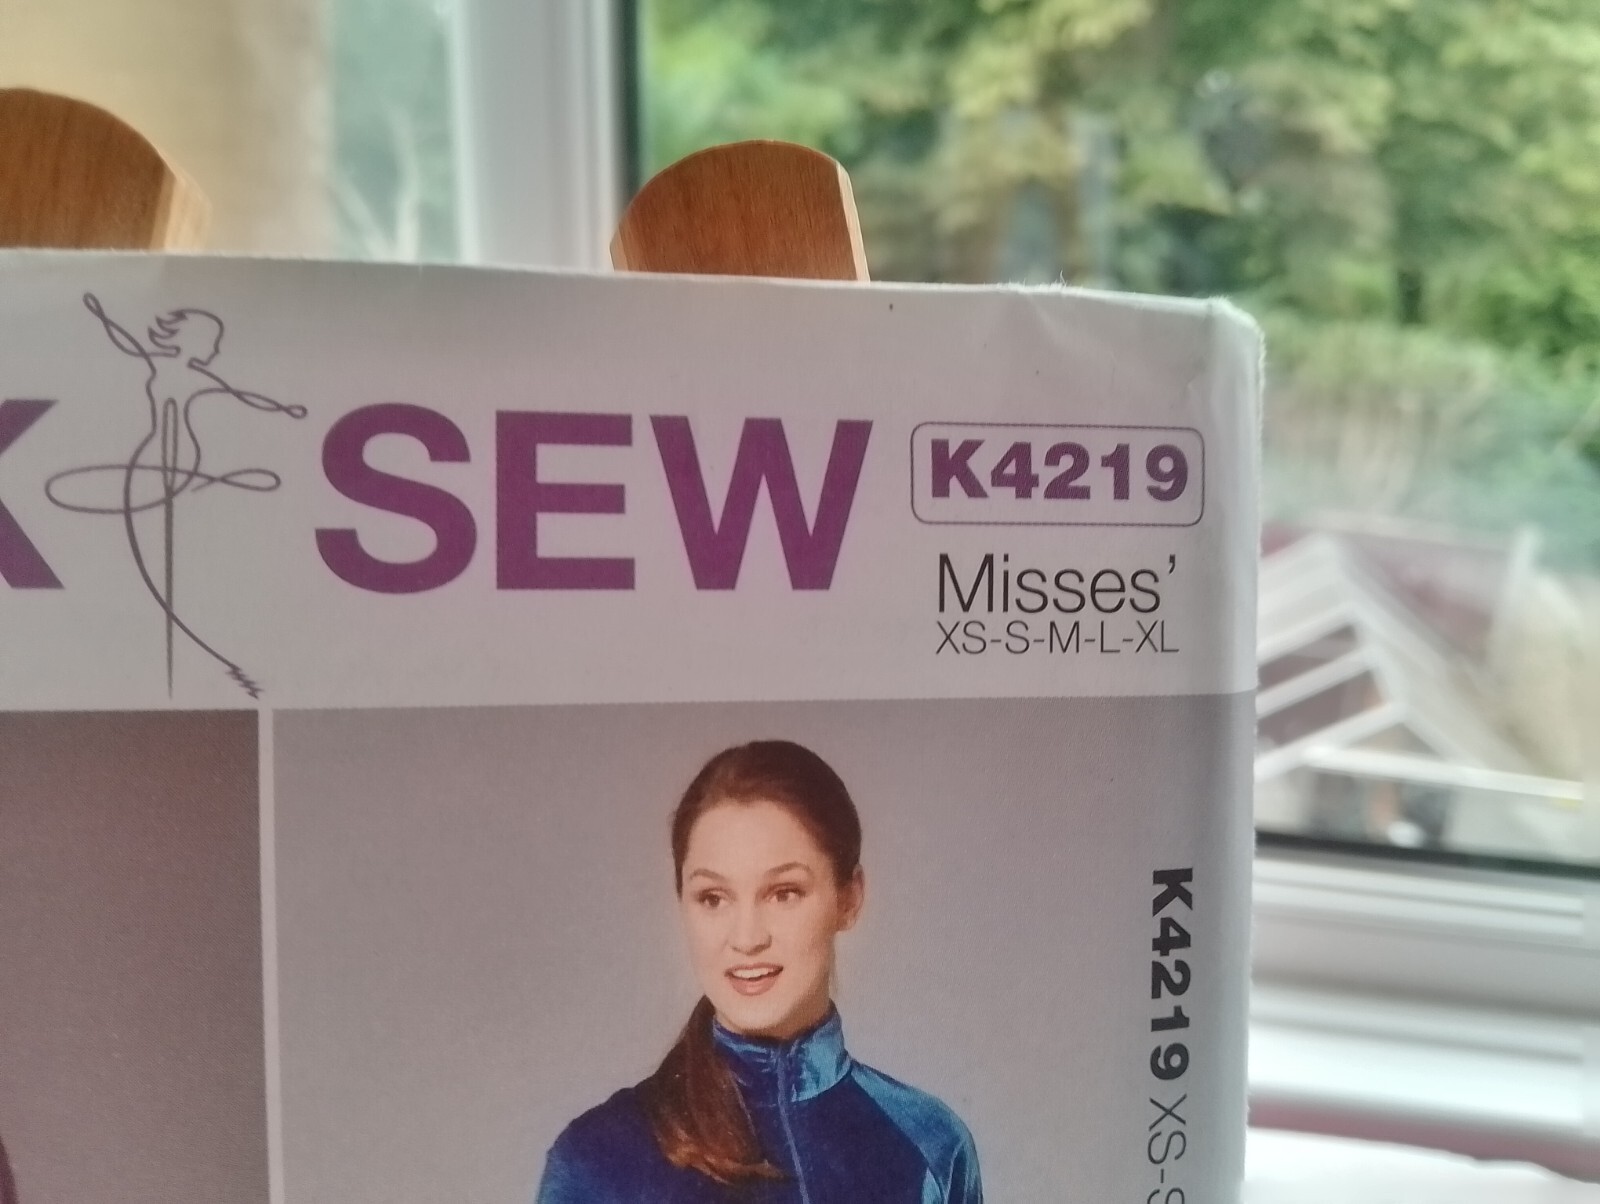 K SEW
K4219
Misses'
XS-S-M-L-XL
K4219 XS-S